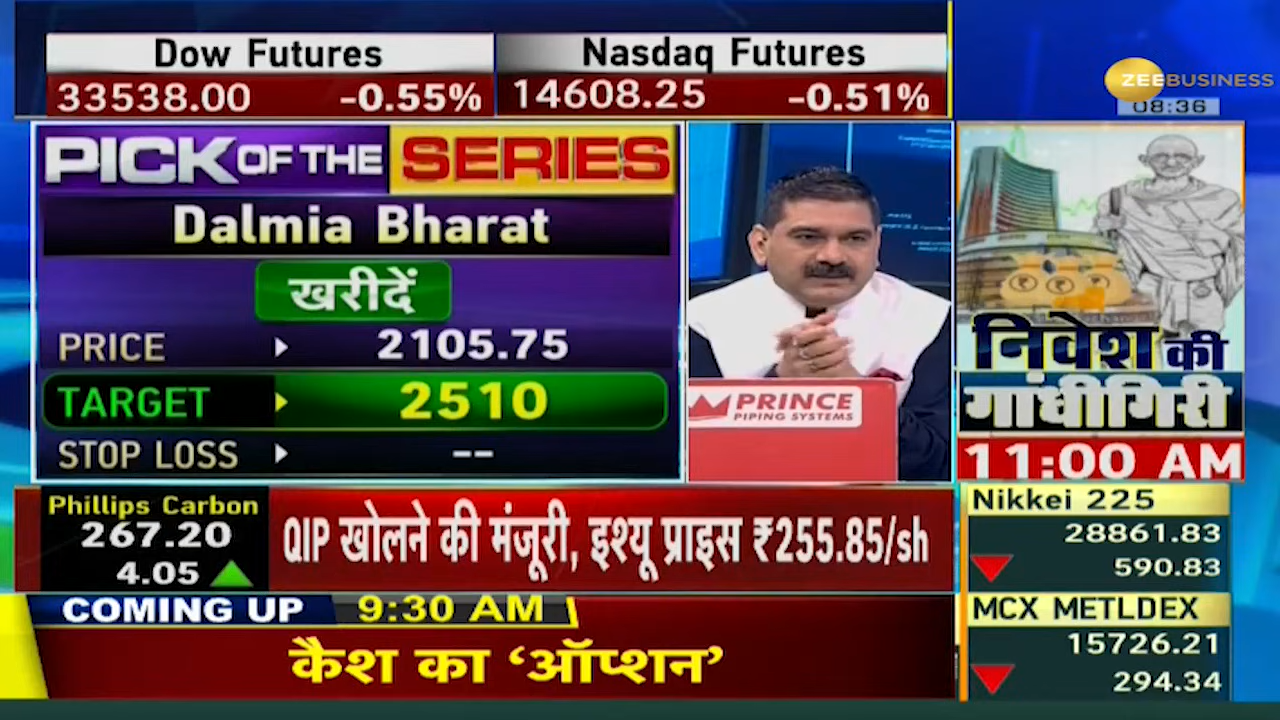 Dow Futures
33538.00 -0.55%
Nasdaq Futures
14608.25 -0.51%
ZEEBUSINESS
08:36
PICK OF THE SERIES
Dalmia Bharat
खरीदें
PRICE 2105.75
TARGET 2510
STOP LOSS --
PRINCE
PIPING SYSTEMS
निवेश की
गांधीगिरी
11:00 AM
Phillips Carbon
267.20
4.05
QIP खोलने की मंजूरी, इश्यू प्राइस ₹255.85/sh
Nikkei 225
28861.83
590.83
COMING UP 9:30 AM
कैश का ‘ऑप्शन’
MCX METLDEX
15726.21
294.34